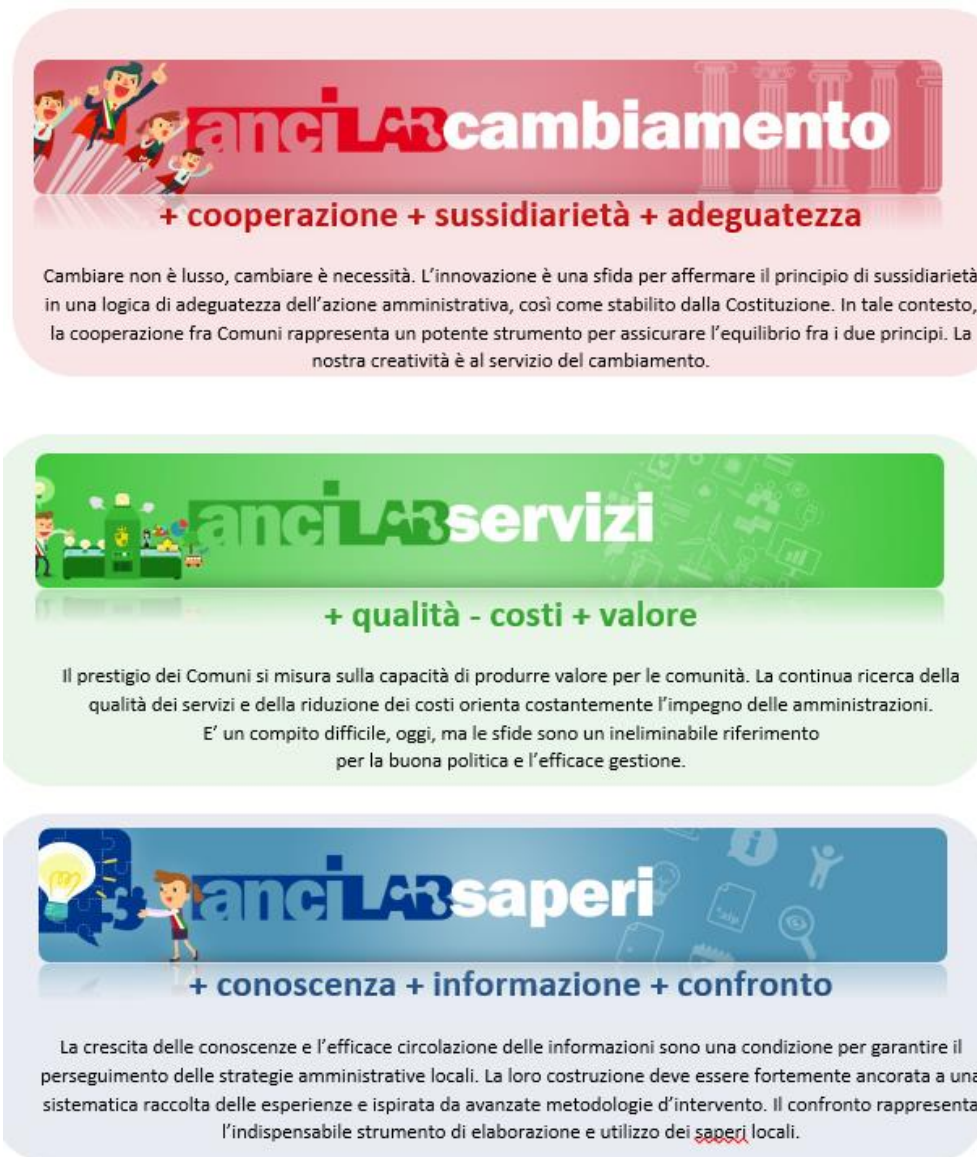 anciLABcambiamento
+ cooperazione + sussidiarietà + adeguatezza
Cambiare non è lusso, cambiare è necessità. L’innovazione è una sfida per affermare il principio di sussidiarietà
in una logica di adeguatezza dell’azione amministrativa, così come stabilito dalla Costituzione. In tale contesto,
la cooperazione fra Comuni rappresenta un potente strumento per assicurare l’equilibrio fra i due principi. La
nostra creatività è al servizio del cambiamento.
anciLABservizi
+ qualità - costi + valore
Il prestigio dei Comuni si misura sulla capacità di produrre valore per le comunità. La continua ricerca della
qualità dei servizi e della riduzione dei costi orienta costantemente l’impegno delle amministrazioni.
E’ un compito difficile, oggi, ma le sfide sono un ineliminabile riferimento
per la buona politica e l’efficace gestione.
anciLABsaperi
+ conoscenza + informazione + confronto
La crescita delle conoscenze e l’efficace circolazione delle informazioni sono una condizione per garantire il
perseguimento delle strategie amministrative locali. La loro costruzione deve essere fortemente ancorata a una
sistematica raccolta delle esperienze e ispirata da avanzate metodologie d’intervento. Il confronto rappresenta
l’indispensabile strumento di elaborazione e utilizzo dei saperi locali.